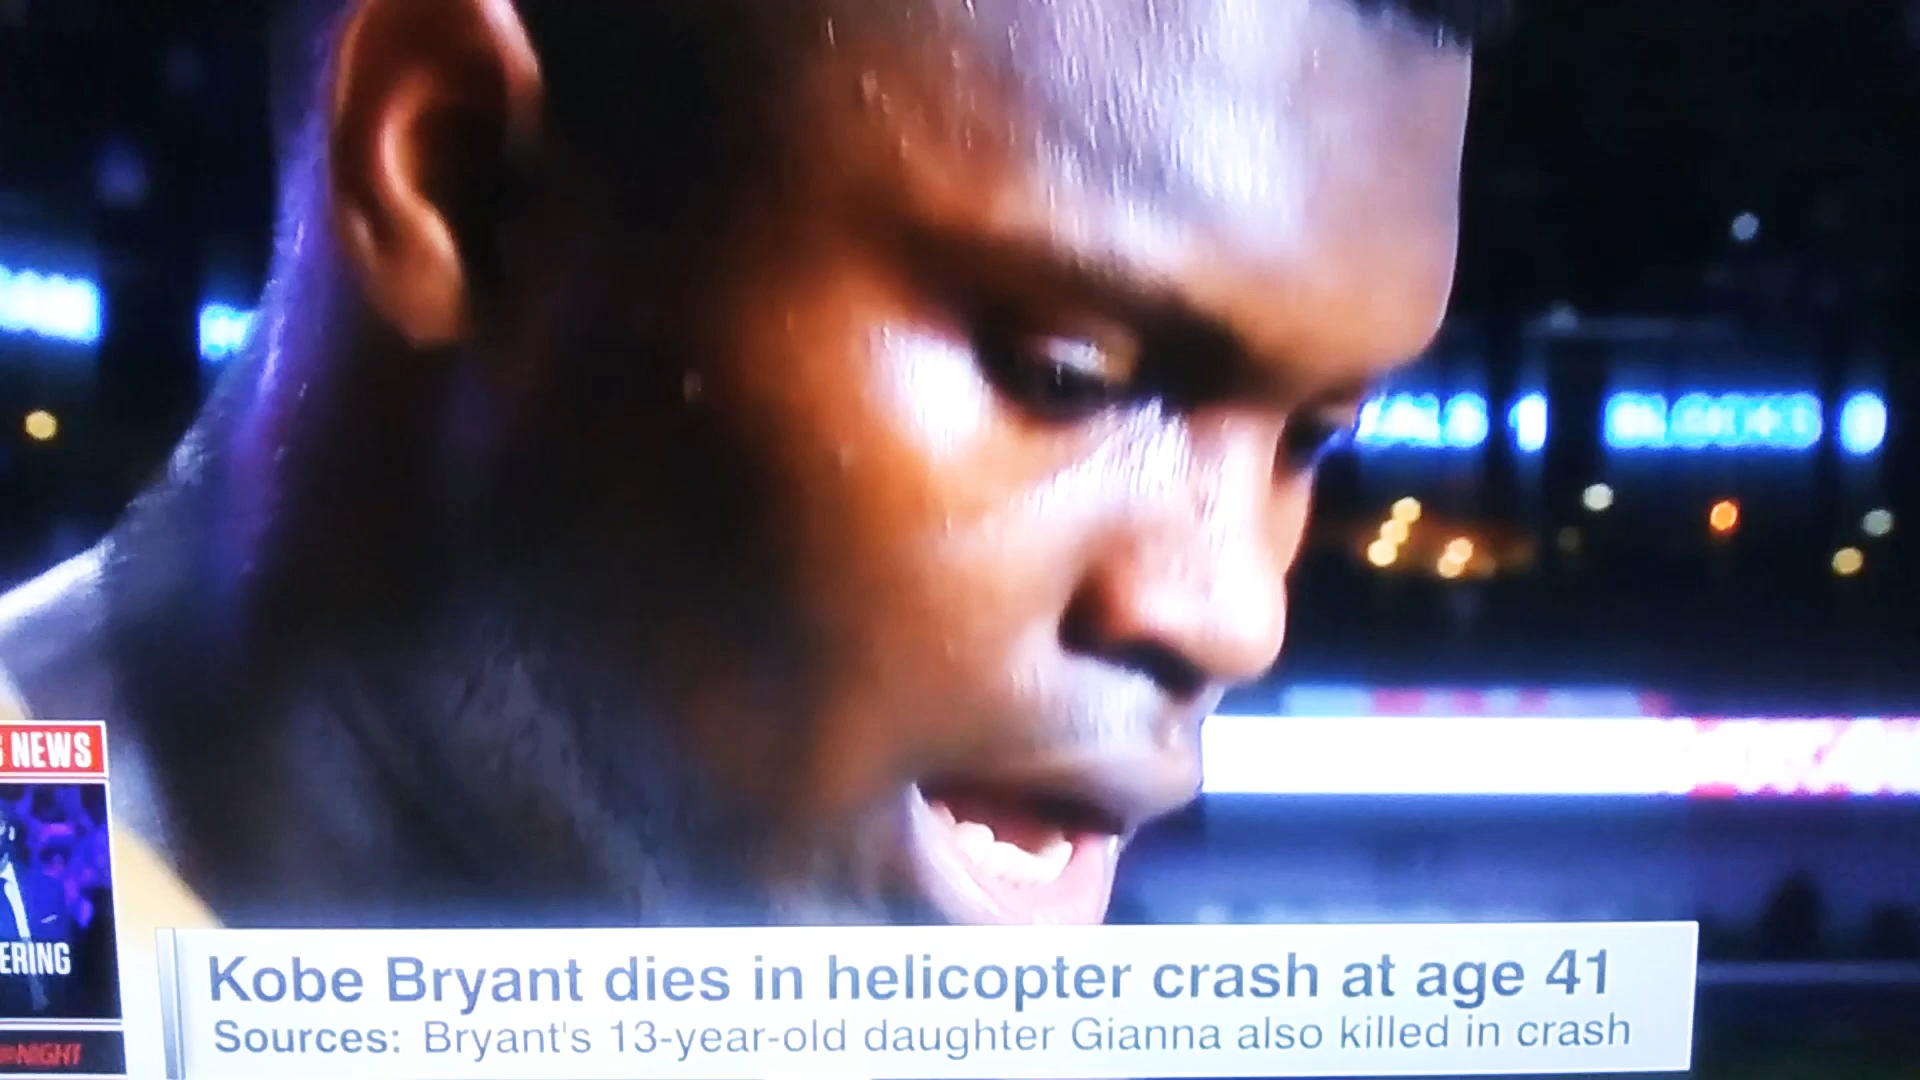 BLOCKS
NEWS
ERING
NIGHT
Kobe Bryant dies in helicopter crash at age 41
Sources: Bryant's 13-year-old daughter Gianna also killed in crash